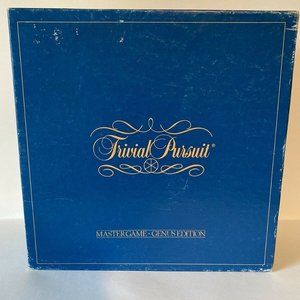 Trivial Pursuit®
MASTER GAME • GENUS EDITION